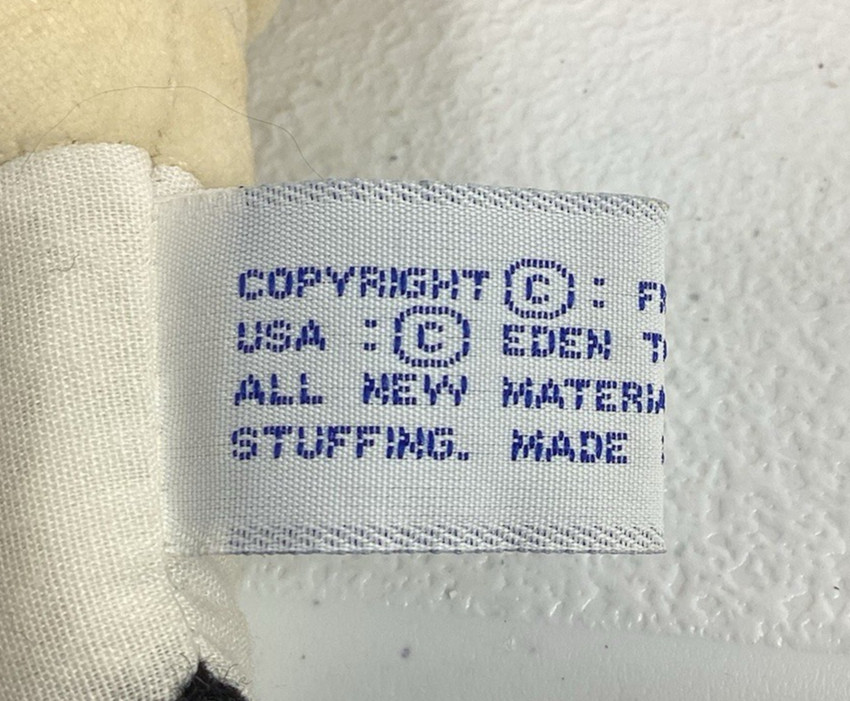 COPYRIGHT © :
USA : © EDEN
ALL NEW
STUFFING. MADE